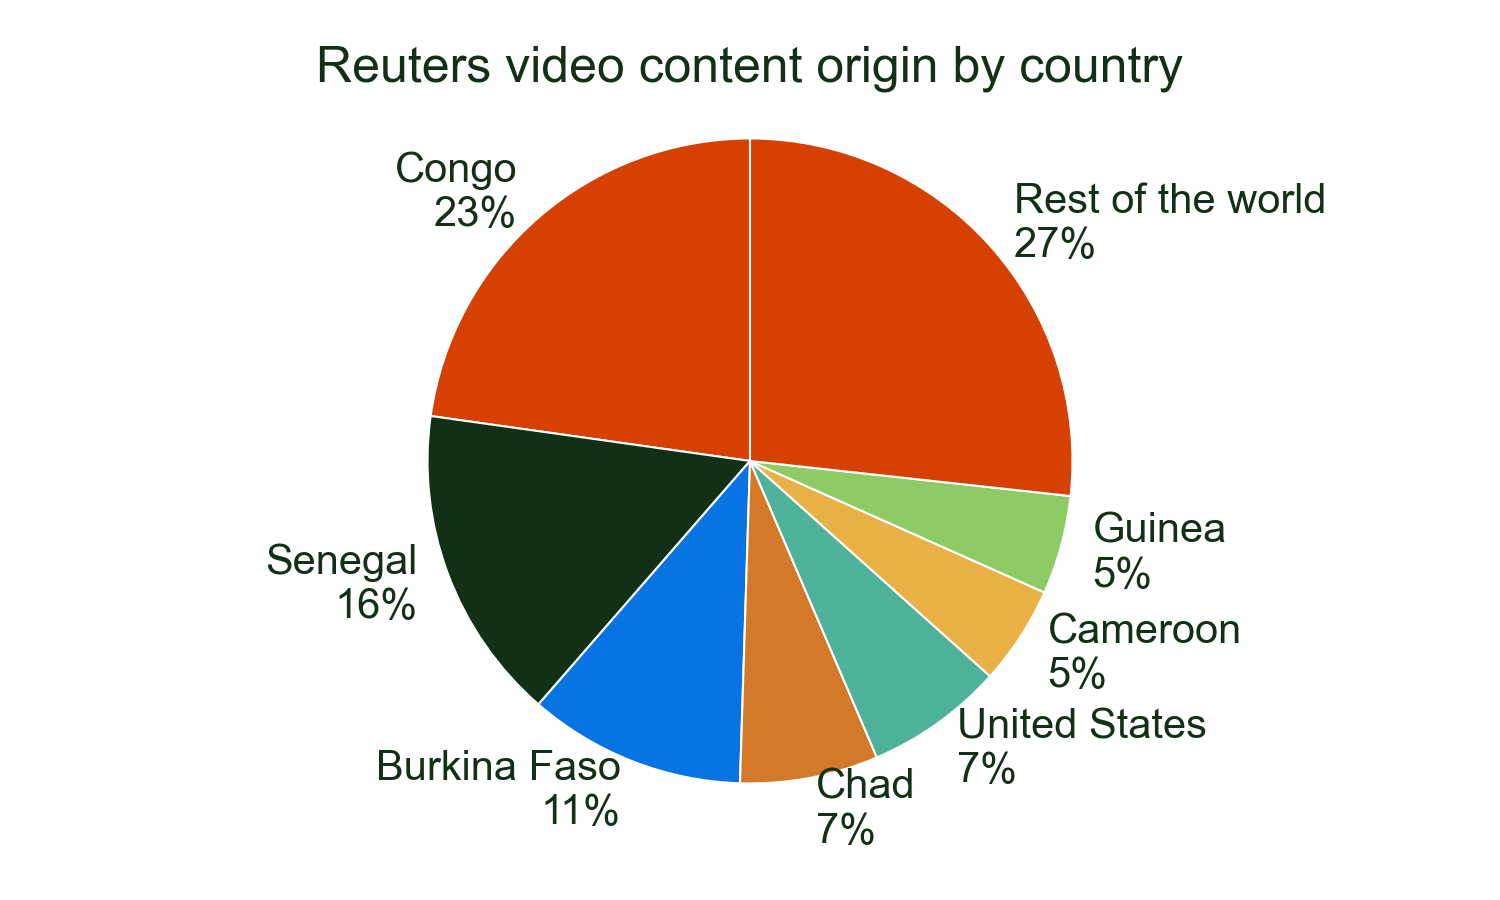 Reuters video content origin by country
Congo
23%
Rest of the world
27%
Guinea
5%
Senegal
16%
Cameroon
5%
United States
7%
Burkina Faso
11%
Chad
7%